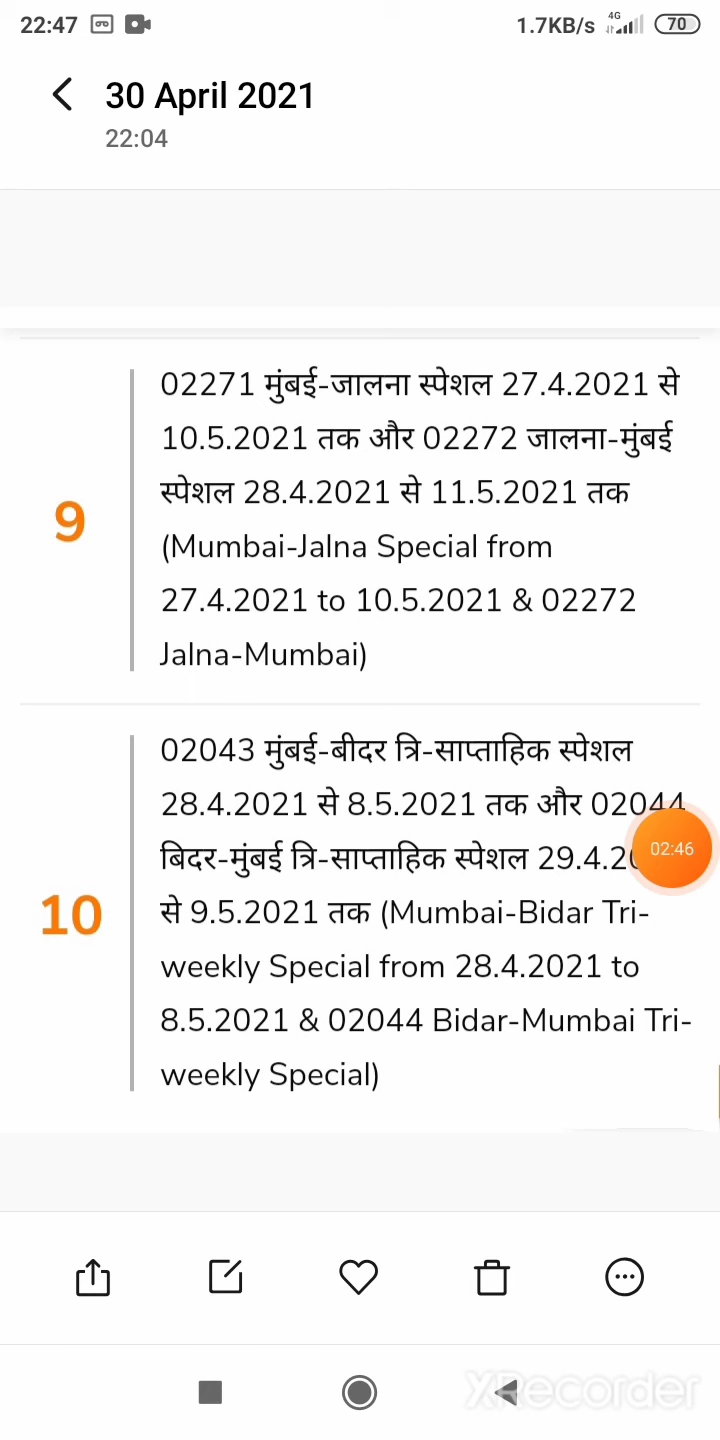 22:47
1.7KB/s 4G 70
30 April 2021
22:04
9
02271 मुंबई-जालना स्पेशल 27.4.2021 से
10.5.2021 तक और 02272 जालना-मुंबई
स्पेशल 28.4.2021 से 11.5.2021 तक
(Mumbai-Jalna Special from
27.4.2021 to 10.5.2021 & 02272
Jalna-Mumbai)
10
02043 मुंबई-बीदर त्रि-साप्ताहिक स्पेशल
28.4.2021 से 8.5.2021 तक और 02044
बिदर-मुंबई त्रि-साप्ताहिक स्पेशल 29.4.2
02:46
से 9.5.2021 तक (Mumbai-Bidar Tri-
weekly Special from 28.4.2021 to
8.5.2021 & 02044 Bidar-Mumbai Tri-
weekly Special)
XRecorder